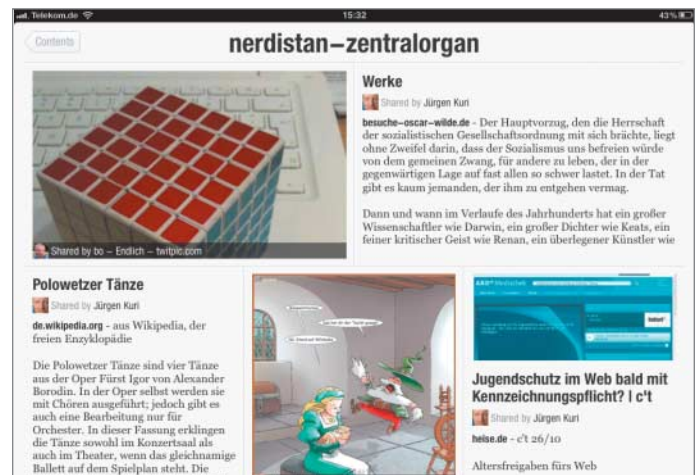 Telekom.de
15:32
43%
Contents
nerdistan–zentralorgan
Shared by bo – Endlich – twitpic.com
Werke
Shared by Jürgen Kuri
besuche–oscar–wilde.de - Der Hauptvorzug, den die Herrschaft
der sozialistischen Gesellschaftsordnung mit sich brächte, liegt
ohne Zweifel darin, dass der Sozialismus uns befreien würde
von dem gemeinen Zwang, für andere zu leben, der in der
gegenwärtigen Lage auf fast allen so schwer lastet. In der Tat
gibt es kaum jemanden, der ihm zu entgehen vermag.
Dann und wann im Verlaufe des Jahrhunderts hat ein großer
Wissenschaftler wie Darwin, ein großer Dichter wie Keats, ein
feiner kritischer Geist wie Renan, ein überlegener Künstler wie
Polowetzer Tänze
Shared by Jürgen Kuri
de.wikipedia.org - aus Wikipedia, der
freien Enzyklopädie
Die Polowetzer Tänze sind vier Tänze
aus der Oper Fürst Igor von Alexander
Borodin. In der Oper selbst werden sie
mit Chören ausgeführt; jedoch gibt es
auch eine Bearbeitung nur für
Orchester. In dieser Fassung erklingen
die Tänze sowohl im Konzertsaal als
auch im Theater, wenn das gleichnamige
Ballett auf dem Spielplan steht. Die
Jugendschutz im Web bald mit
Kennzeichnungspflicht? | c't
Shared by Jürgen Kuri
heise.de - c't 26/10
Altersfreigaben fürs Web